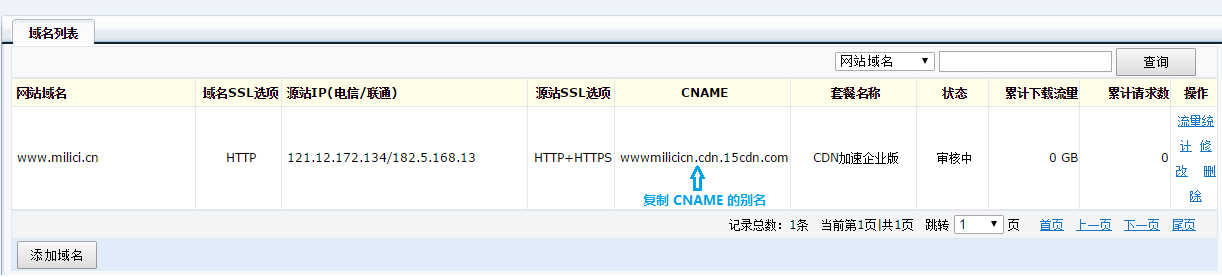 域名列表
网站域名 查询
网站域名 域名SSL选项 源站IP(电信/联通) 源站SSL选项 CNAME 套餐名称 状态 累计下载流量 累计请求数 操作
www.milici.cn HTTP 121.12.172.134/182.5.168.13 HTTP+HTTPS wwwmilicicn.cdn.15cdn.com CDN加速企业版 审核中 0 GB 0 流量统
计 修
改 删
除
复制 CNAME 的别名
记录总数：1条 当前第1页|共1页 跳转 1 页 首页 上一页 下一页 尾页
添加域名